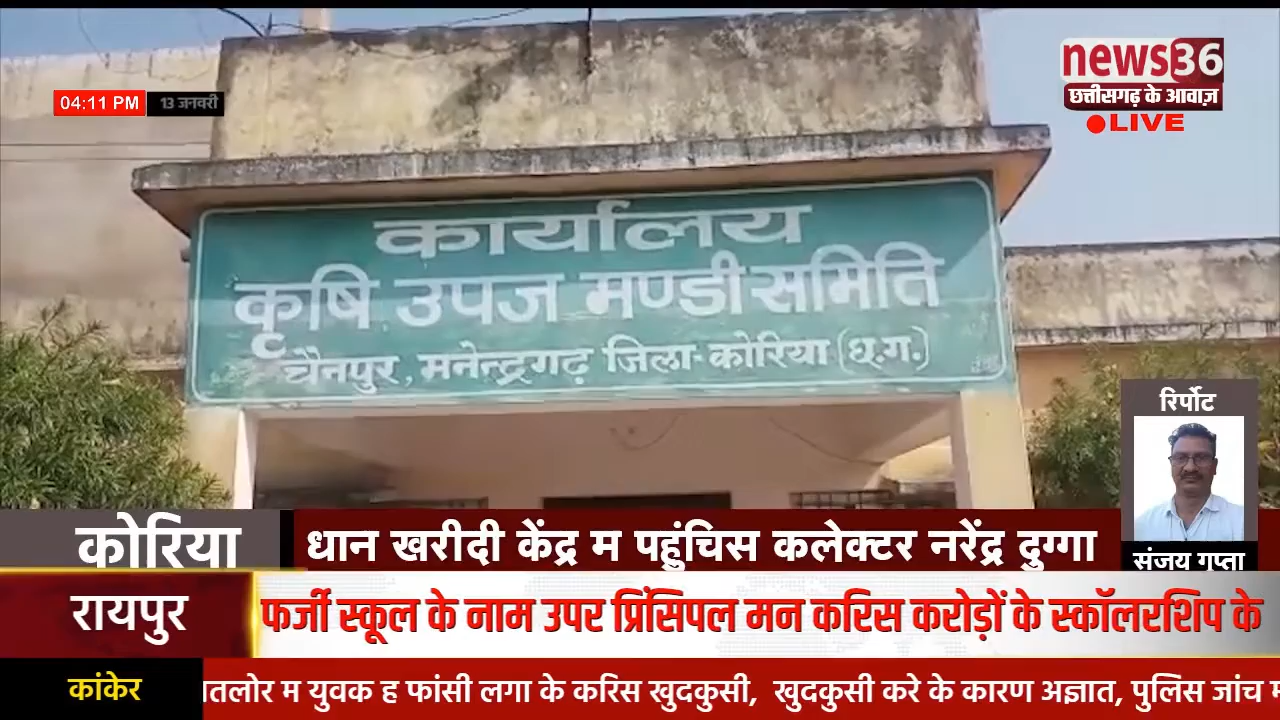 04:11 PM 13 जनवरी
news36
छत्तीसगढ़ के आवाज़
LIVE
कार्यालय
कृषि उपज मण्डी समिति
चैनपुर, मनेन्द्रगढ़ जिला-कोरिया (छ.ग.)
रिर्पोट
संजय गुप्ता
कोरिया
धान खरीदी केंद्र म पहुंचिस कलेक्टर नरेंद्र दुग्गा
रायपुर
फर्जी स्कूल के नाम उपर प्रिंसिपल मन करिस करोड़ों के स्कॉलरशिप के
कांकेर
म युवक ह फांसी लगा के करिस खुदकुसी, खुदकुसी करे के कारण अज्ञात, पुलिस जांच